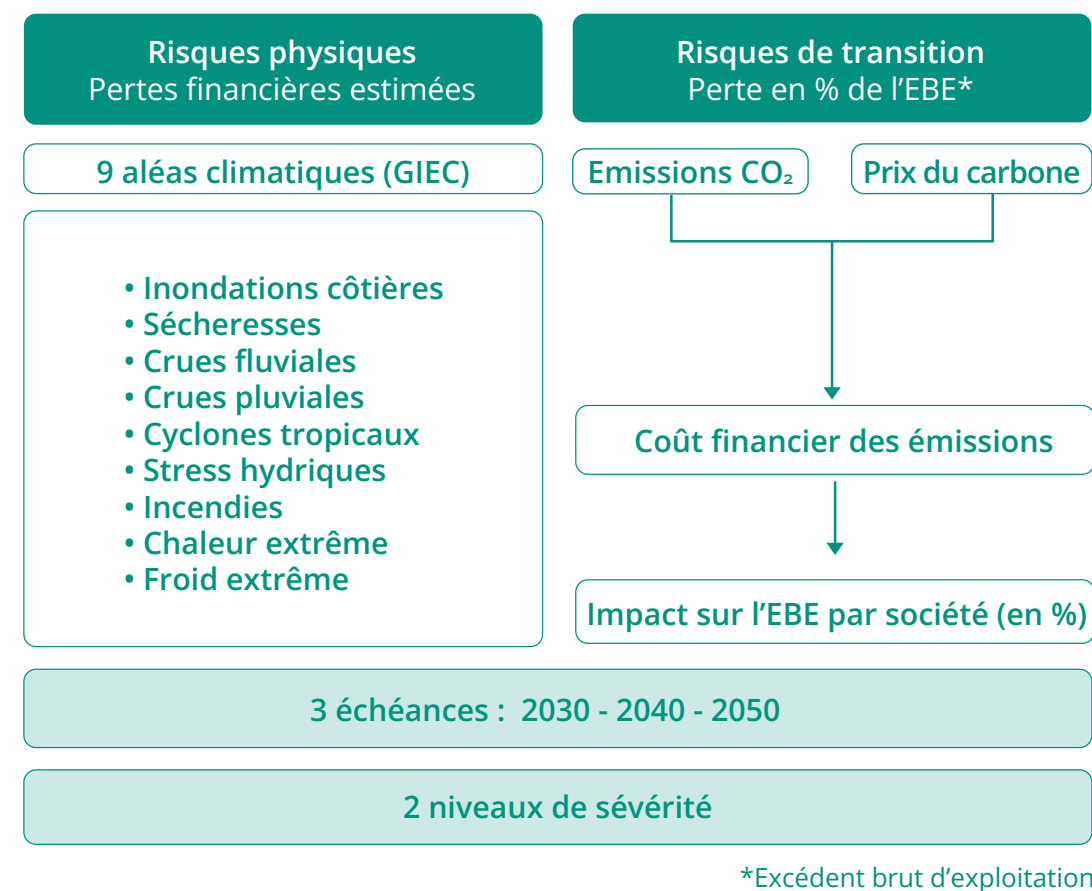 Risques physiques
Pertes financières estimées
9 aléas climatiques (GIEC)
• Inondations côtières
• Sécheresses
• Crues fluviales
• Crues pluviales
• Cyclones tropicaux
• Stress hydriques
• Incendies
• Chaleur extrême
• Froid extrême
Risques de transition
Perte en % de l’EBE*
Emissions CO₂
Prix du carbone
Coût financier des émissions
Impact sur l’EBE par société (en %)
3 échéances : 2030 - 2040 - 2050
2 niveaux de sévérité
*Excédent brut d’exploitation